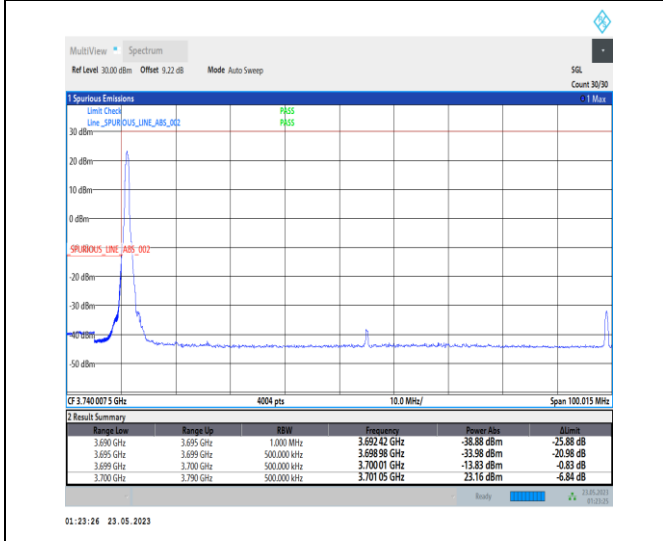 MultiView Spectrum
Ref Level 30.00 dBm Offset 9.22 dB Mode Auto Sweep SGL
Count 30/30
1 Spurious Emissions 1 Max
Limit Check PASS
Line _SPURIOUS_LINE_ABS_002 PASS
30 dBm
20 dBm
10 dBm
0 dBm
_SPURIOUS_LINE_ABS_002
-20 dBm
-30 dBm
-40 dBm
-50 dBm
CF 3.740 007 5 GHz 4004 pts 10.0 MHz/ Span 100.015 MHz
2 Result Summary
Range Low Range Up RBW Frequency Power Abs ΔLimit
3.690 GHz 3.695 GHz 1.000 MHz 3.692 42 GHz -38.88 dBm -25.88 dB
3.695 GHz 3.699 GHz 500.000 kHz 3.698 98 GHz -33.98 dBm -20.98 dB
3.699 GHz 3.700 GHz 500.000 kHz 3.700 01 GHz -13.83 dBm -0.83 dB
3.700 GHz 3.790 GHz 500.000 kHz 3.701 05 GHz 23.16 dBm -6.84 dB
Ready 23.05.2023
01:23:25
01:23:26 23.05.2023